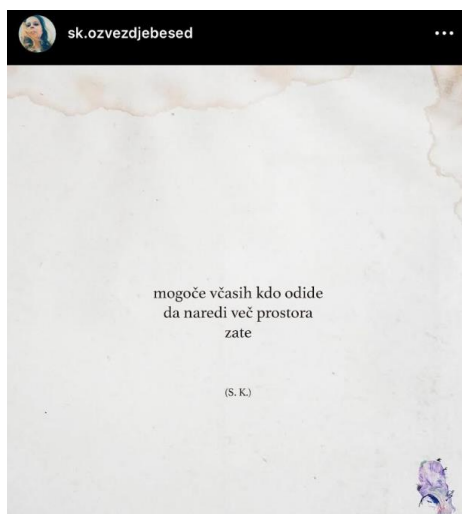 sk.ozvezdjebesed
mogoče včasih kdo odide
da naredi več prostora
zate
(S. K.)